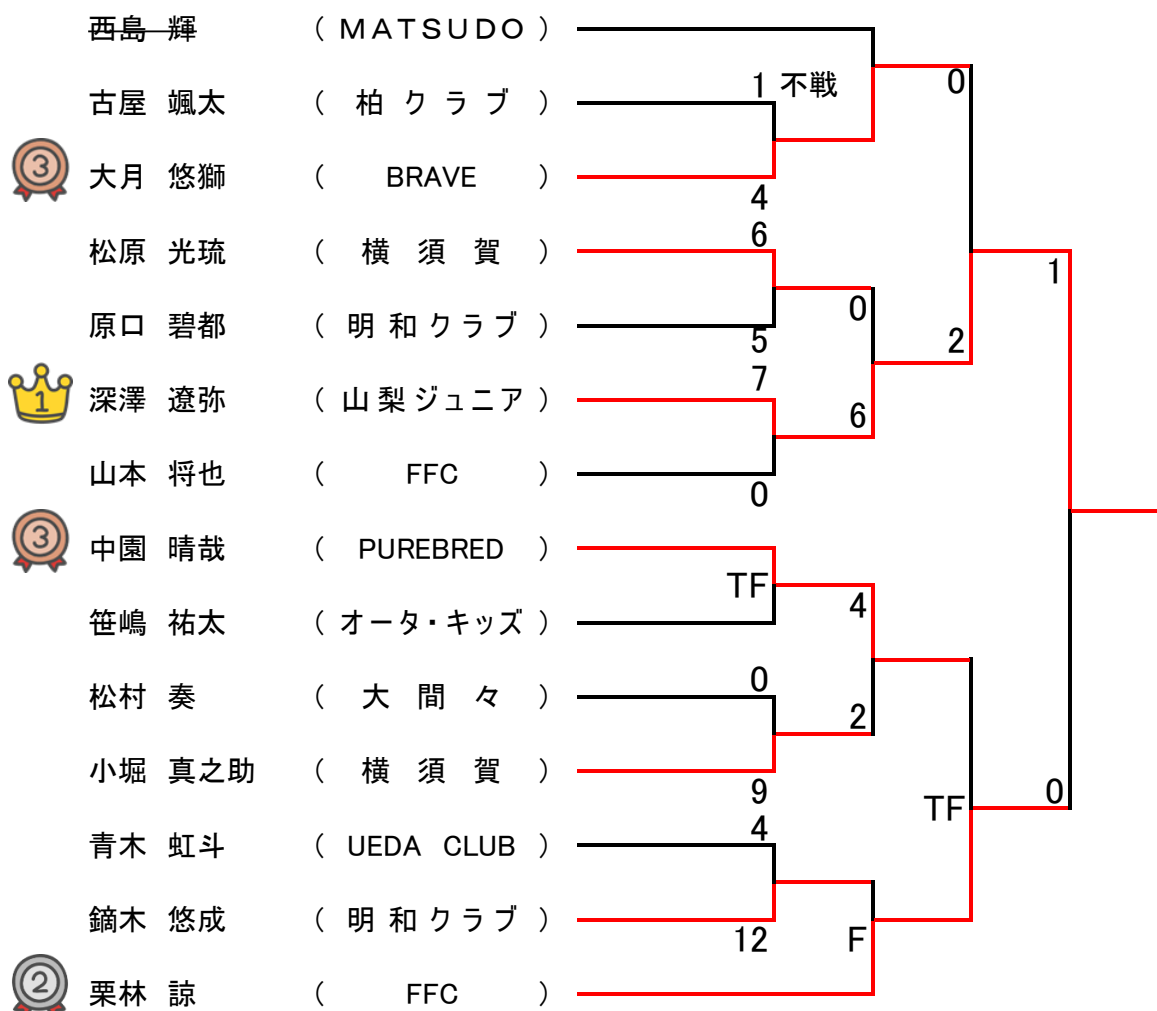 西島 輝 ( MATSUDO )
1 不戦 0
古屋 颯太 ( 柏クラブ )
3 大月 悠獅 ( BRAVE )
4
6
松原 光琉 ( 横須賀 ) 1
0
原口 碧都 ( 明和クラブ )
5 2
7
1 深澤 遼弥 ( 山梨ジュニア )
6
山本 将也 ( FFC )
0
3 中園 晴哉 ( PUREBRED )
TF 4
笹嶋 祐太 ( オータ・キッズ )
0
松村 奏 ( 大間々 ) 2
小堀 真之助 ( 横須賀 )
9 TF 0
4
青木 虹斗 ( UEDA CLUB )
鏑木 悠成 ( 明和クラブ )
12 F
2 栗林 諒 ( FFC )